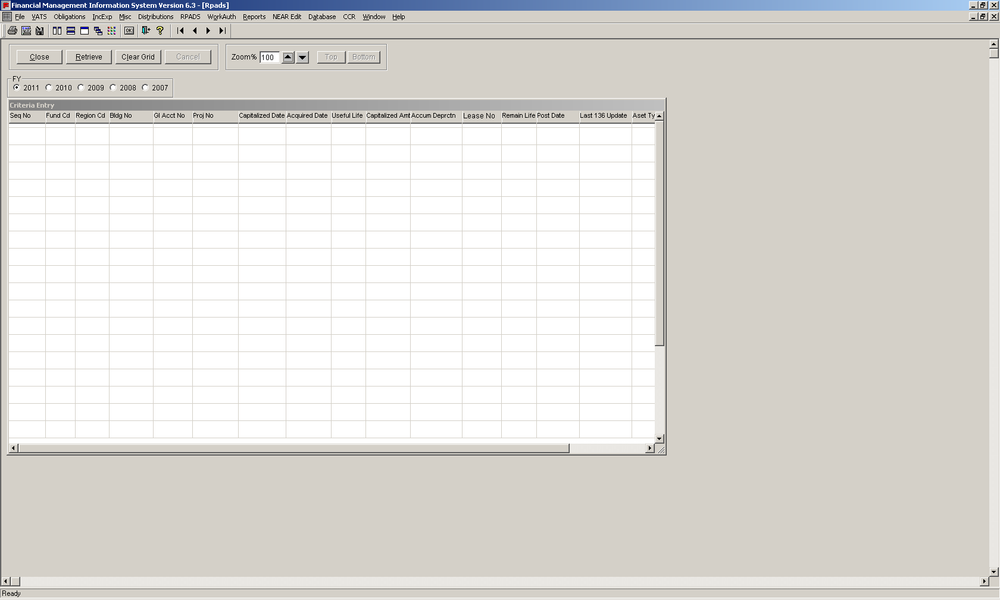 Financial Management Information System Version 6.3 - [Rpads]
File VATS Obligations IncExp Misc Distributions RPADS WorkAuth Reports NEAR Edit Database CCR Window Help
OK
Close Retrieve Clear Grid Cancel Zoom% 100 Top Bottom
FY
2011 2010 2009 2008 2007
Criteria Entry
Seq No Fund Cd Region Cd Bldg No Gl Acct No Proj No Capitalized Date Acquired Date Useful Life Capitalized Amt Accum Deprctn Lease No Remain Life Post Date Last 136 Update Aset Ty
Ready